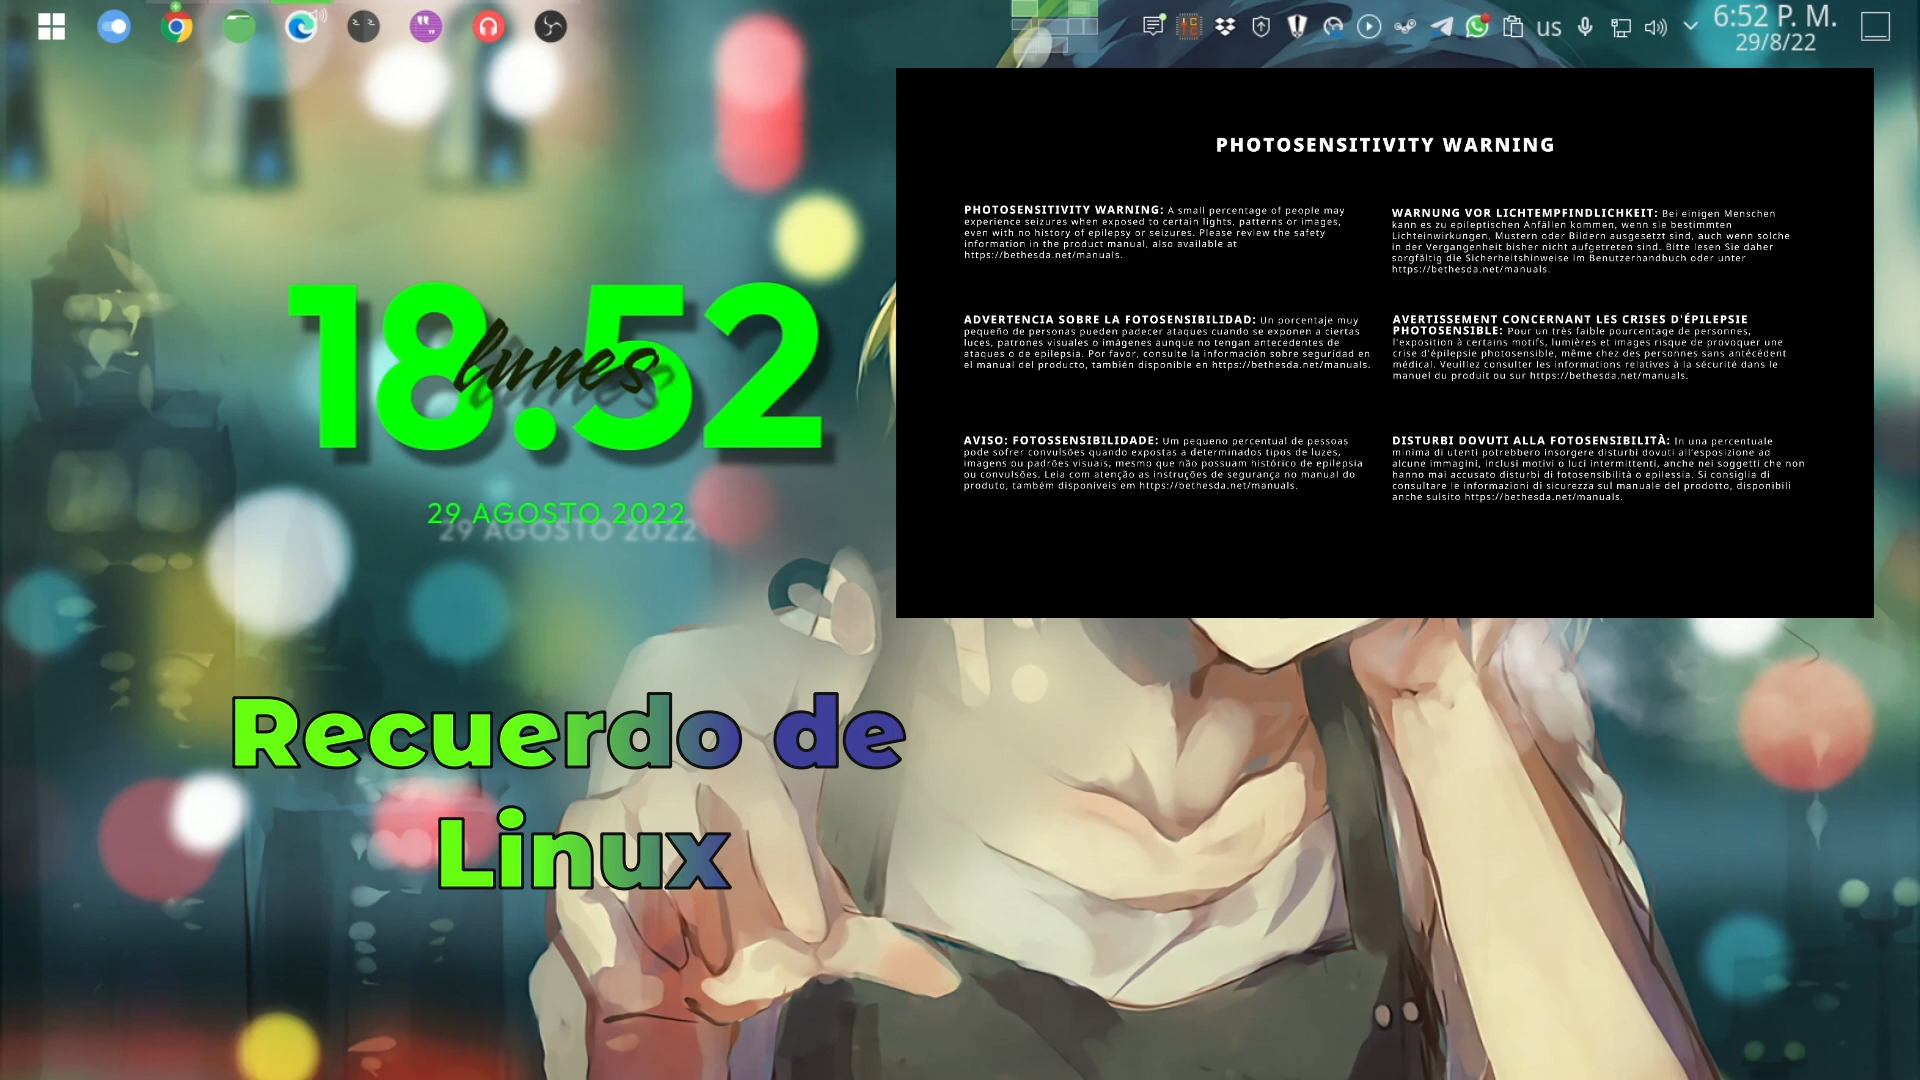 us
6:52 P. M.
29/8/22
18.52
lunes
29 AGOSTO 2022
Recuerdo de
Linux
PHOTOSENSITIVITY WARNING
PHOTOSENSITIVITY WARNING: A small percentage of people may
experience seizures when exposed to certain lights, patterns or images,
even with no history of epilepsy or seizures. Please review the safety
information in the product manual, also available at
https://bethesda.net/manuals.
WARNUNG VOR LICHTEMPFINDLICHKEIT: Bei einigen Menschen
kann es zu epileptischen Anfällen kommen, wenn sie bestimmten
Lichteinwirkungen, Mustern oder Bildern ausgesetzt sind, auch wenn solche
in der Vergangenheit bisher nicht aufgetreten sind. Bitte lesen Sie daher
sorgfältig die Sicherheitshinweise im Benutzerhandbuch oder unter
https://bethesda.net/manuals.
ADVERTENCIA SOBRE LA FOTOSENSIBILIDAD: Un porcentaje muy
pequeño de personas pueden padecer ataques cuando se exponen a ciertas
luces, patrones visuales o imágenes aunque no tengan antecedentes de
ataques o de epilepsia. Por favor, consulte la información sobre seguridad en
el manual del producto, también disponible en https://bethesda.net/manuals.
AVERTISSEMENT CONCERNANT LES CRISES D'ÉPILEPSIE
PHOTOSENSIBLE: Pour un très faible pourcentage de personnes,
l'exposition à certains motifs, lumières et images risque de provoquer une
crise d'épilepsie photosensible, même chez des personnes sans antécédent
médical. Veuillez consulter les informations relatives à la sécurité dans le
manuel du produit ou sur https://bethesda.net/manuals.
AVISO: FOTOSSENSIBILIDADE: Um pequeno percentual de pessoas
pode sofrer convulsões quando expostas a determinados tipos de luzes,
imagens ou padrões visuais, mesmo que não possuam histórico de epilepsia
ou convulsões. Leia com atenção as instruções de segurança no manual do
produto, também disponíveis em https://bethesda.net/manuals.
DISTURBI DOVUTI ALLA FOTOSENSIBILITÀ: In una percentuale
minima di utenti potrebbero insorgere disturbi dovuti all'esposizione ad
alcune immagini, inclusi motivi o luci intermittenti, anche nei soggetti che non
hanno mai accusato disturbi di fotosensibilità o epilessia. Si consiglia di
consultare le informazioni di sicurezza sul manuale del prodotto, disponibili
anche sulsito https://bethesda.net/manuals.